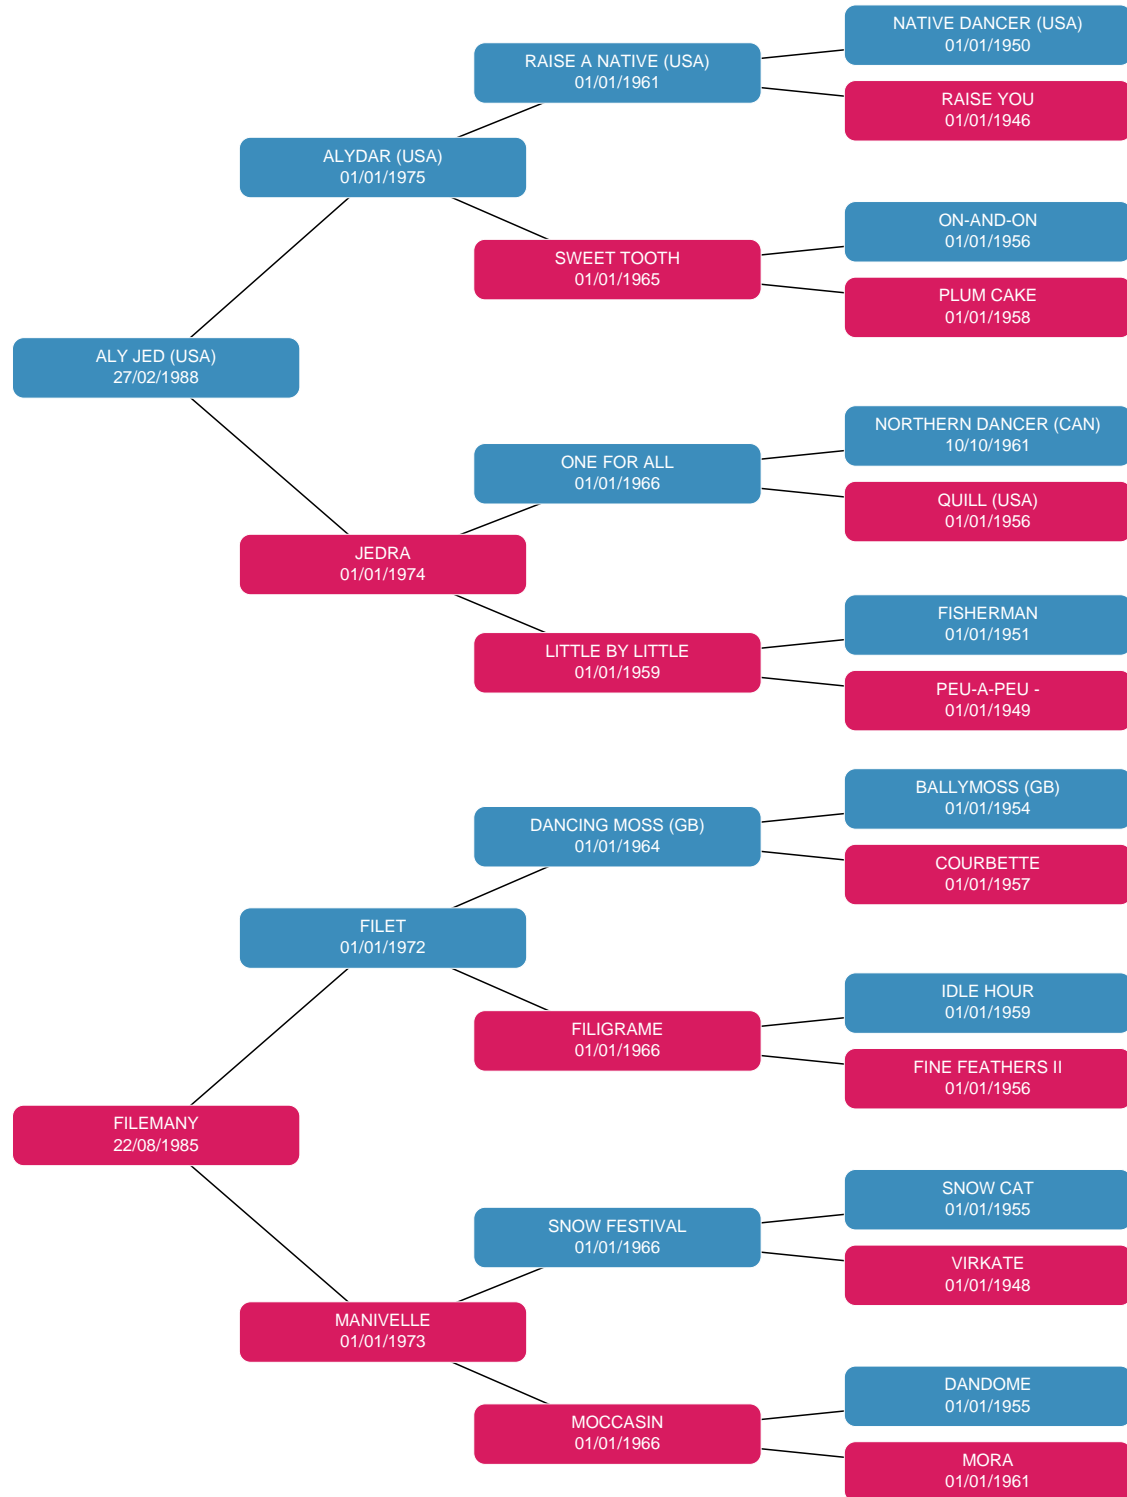 NATIVE DANCER (USA)
01/01/1950
RAISE A NATIVE (USA)
01/01/1961
RAISE YOU
01/01/1946
ALYDAR (USA)
01/01/1975
ON-AND-ON
01/01/1956
SWEET TOOTH
01/01/1965
PLUM CAKE
01/01/1958
ALY JED (USA)
27/02/1988
NORTHERN DANCER (CAN)
10/10/1961
ONE FOR ALL
01/01/1966
QUILL (USA)
01/01/1956
JEDRA
01/01/1974
FISHERMAN
01/01/1951
LITTLE BY LITTLE
01/01/1959
PEU-A-PEU -
01/01/1949
BALLYMOSS (GB)
01/01/1954
DANCING MOSS (GB)
01/01/1964
COURBETTE
01/01/1957
FILET
01/01/1972
IDLE HOUR
01/01/1959
FILIGRAME
01/01/1966
FINE FEATHERS II
01/01/1956
FILEMANY
22/08/1985
SNOW CAT
01/01/1955
SNOW FESTIVAL
01/01/1966
VIRKATE
01/01/1948
MANIVELLE
01/01/1973
DANDOME
01/01/1955
MOCCASIN
01/01/1966
MORA
01/01/1961